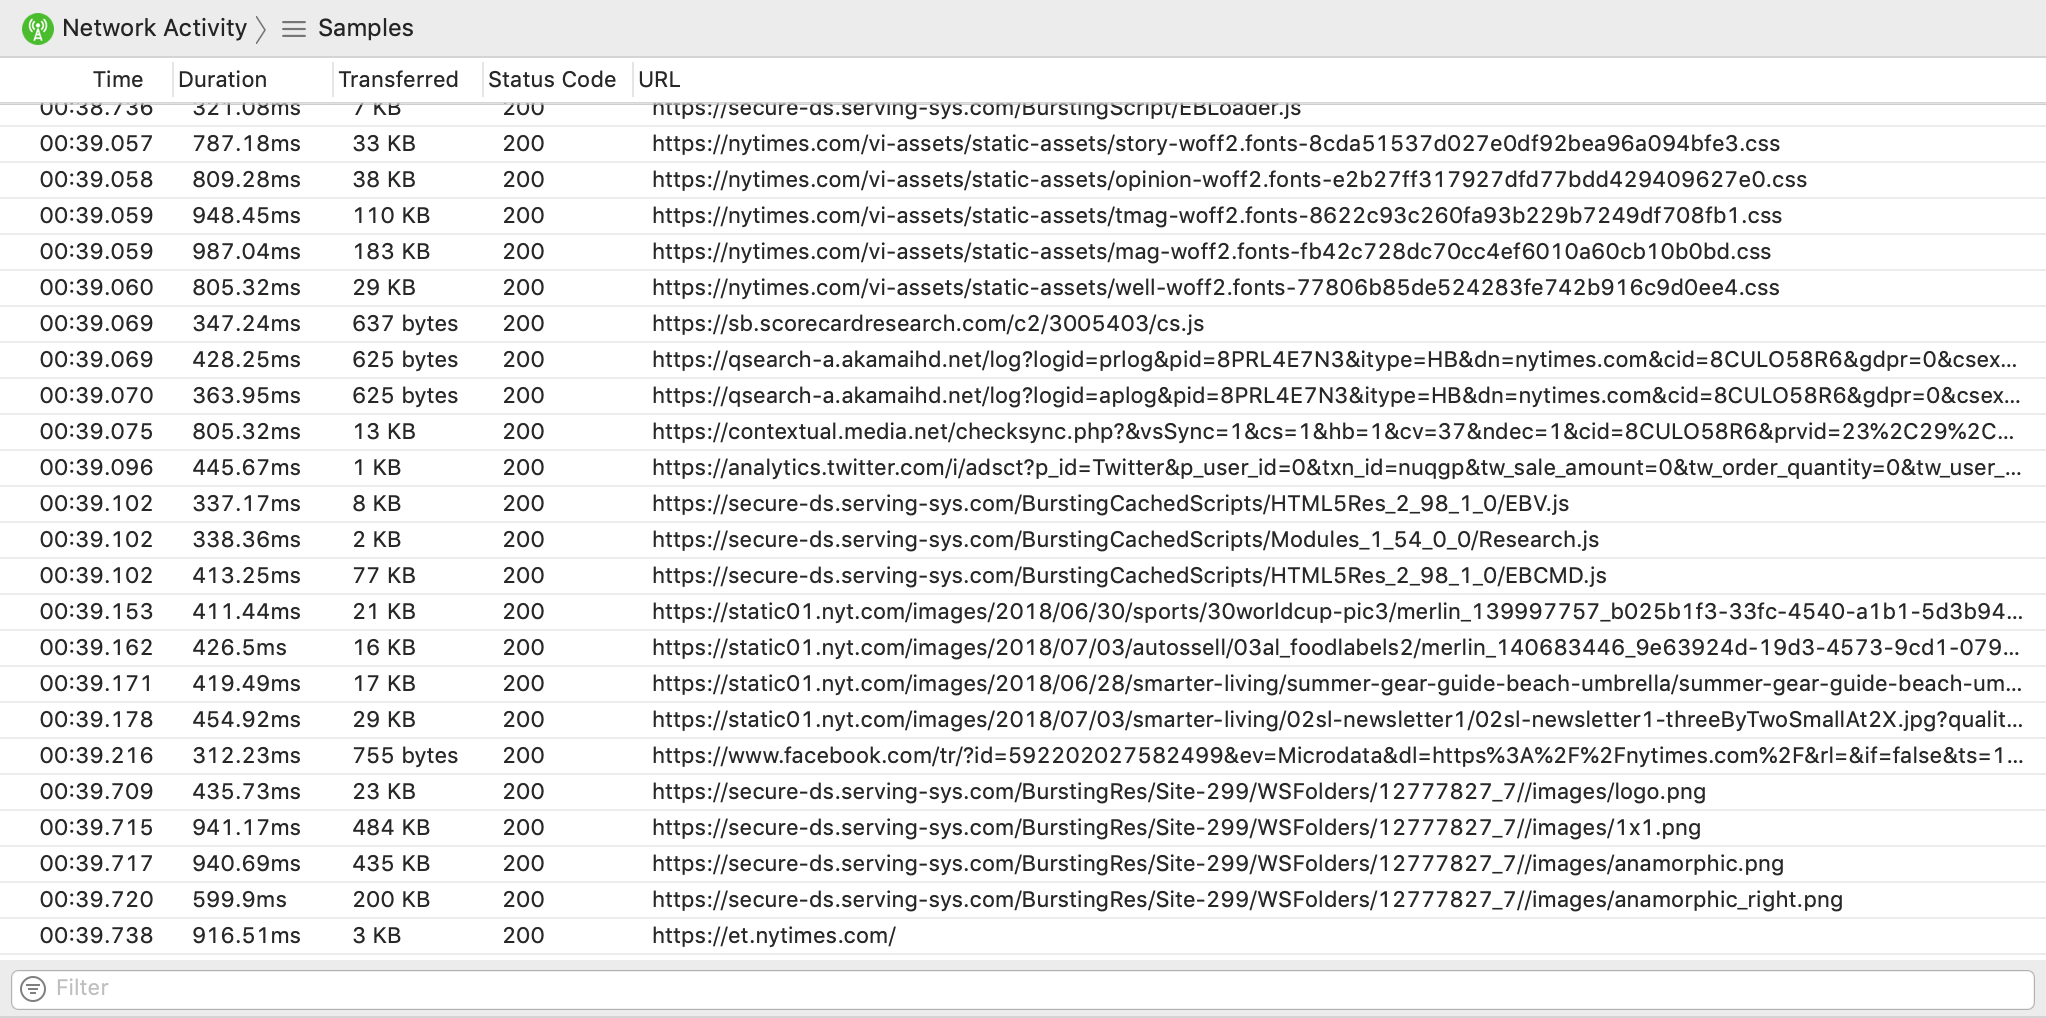 Network Activity Samples
Time Duration Transferred Status Code URL
00:38.736 321.08ms 7 KB 200 https://secure-ds.serving-sys.com/BurstingScript/EBLoader.js
00:39.057 787.18ms 33 KB 200 https://nytimes.com/vi-assets/static-assets/story-woff2.fonts-8cda51537d027e0df92bea96a094bfe3.css
00:39.058 809.28ms 38 KB 200 https://nytimes.com/vi-assets/static-assets/opinion-woff2.fonts-e2b27ff317927dfd77bdd429409627e0.css
00:39.059 948.45ms 110 KB 200 https://nytimes.com/vi-assets/static-assets/tmag-woff2.fonts-8622c93c260fa93b229b7249df708fb1.css
00:39.059 987.04ms 183 KB 200 https://nytimes.com/vi-assets/static-assets/mag-woff2.fonts-fb42c728dc70cc4ef6010a60cb10b0bd.css
00:39.060 805.32ms 29 KB 200 https://nytimes.com/vi-assets/static-assets/well-woff2.fonts-77806b85de524283fe742b916c9d0ee4.css
00:39.069 347.24ms 637 bytes 200 https://sb.scorecardresearch.com/c2/3005403/cs.js
00:39.069 428.25ms 625 bytes 200 https://qsearch-a.akamaihd.net/log?logid=prlog&pid=8PRL4E7N3&itype=HB&dn=nytimes.com&cid=8CULO58R6&gdpr=0&csex...
00:39.070 363.95ms 625 bytes 200 https://qsearch-a.akamaihd.net/log?logid=aplog&pid=8PRL4E7N3&itype=HB&dn=nytimes.com&cid=8CULO58R6&gdpr=0&csex...
00:39.075 805.32ms 13 KB 200 https://contextual.media.net/checksync.php?&vsSync=1&cs=1&hb=1&cv=37&ndec=1&cid=8CULO58R6&prvid=23%2C29%2C...
00:39.096 445.67ms 1 KB 200 https://analytics.twitter.com/i/adsct?p_id=Twitter&p_user_id=0&txn_id=nuqgp&tw_sale_amount=0&tw_order_quantity=0&tw_user_...
00:39.102 337.17ms 8 KB 200 https://secure-ds.serving-sys.com/BurstingCachedScripts/HTML5Res_2_98_1_0/EBV.js
00:39.102 338.36ms 2 KB 200 https://secure-ds.serving-sys.com/BurstingCachedScripts/Modules_1_54_0_0/Research.js
00:39.102 413.25ms 77 KB 200 https://secure-ds.serving-sys.com/BurstingCachedScripts/HTML5Res_2_98_1_0/EBCMD.js
00:39.153 411.44ms 21 KB 200 https://static01.nyt.com/images/2018/06/30/sports/30worldcup-pic3/merlin_139997757_b025b1f3-33fc-4540-a1b1-5d3b94...
00:39.162 426.5ms 16 KB 200 https://static01.nyt.com/images/2018/07/03/autossell/03al_foodlabels2/merlin_140683446_9e63924d-19d3-4573-9cd1-079...
00:39.171 419.49ms 17 KB 200 https://static01.nyt.com/images/2018/06/28/smarter-living/summer-gear-guide-beach-umbrella/summer-gear-guide-beach-um...
00:39.178 454.92ms 29 KB 200 https://static01.nyt.com/images/2018/07/03/smarter-living/02sl-newsletter1/02sl-newsletter1-threeByTwoSmallAt2X.jpg?qualit...
00:39.216 312.23ms 755 bytes 200 https://www.facebook.com/tr/?id=592202027582499&ev=Microdata&dl=https%3A%2F%2Fnytimes.com%2F&rl=&if=false&ts=1...
00:39.709 435.73ms 23 KB 200 https://secure-ds.serving-sys.com/BurstingRes/Site-299/WSFolders/12777827_7//images/logo.png
00:39.715 941.17ms 484 KB 200 https://secure-ds.serving-sys.com/BurstingRes/Site-299/WSFolders/12777827_7//images/1x1.png
00:39.717 940.69ms 435 KB 200 https://secure-ds.serving-sys.com/BurstingRes/Site-299/WSFolders/12777827_7//images/anamorphic.png
00:39.720 599.9ms 200 KB 200 https://secure-ds.serving-sys.com/BurstingRes/Site-299/WSFolders/12777827_7//images/anamorphic_right.png
00:39.738 916.51ms 3 KB 200 https://et.nytimes.com/
Filter